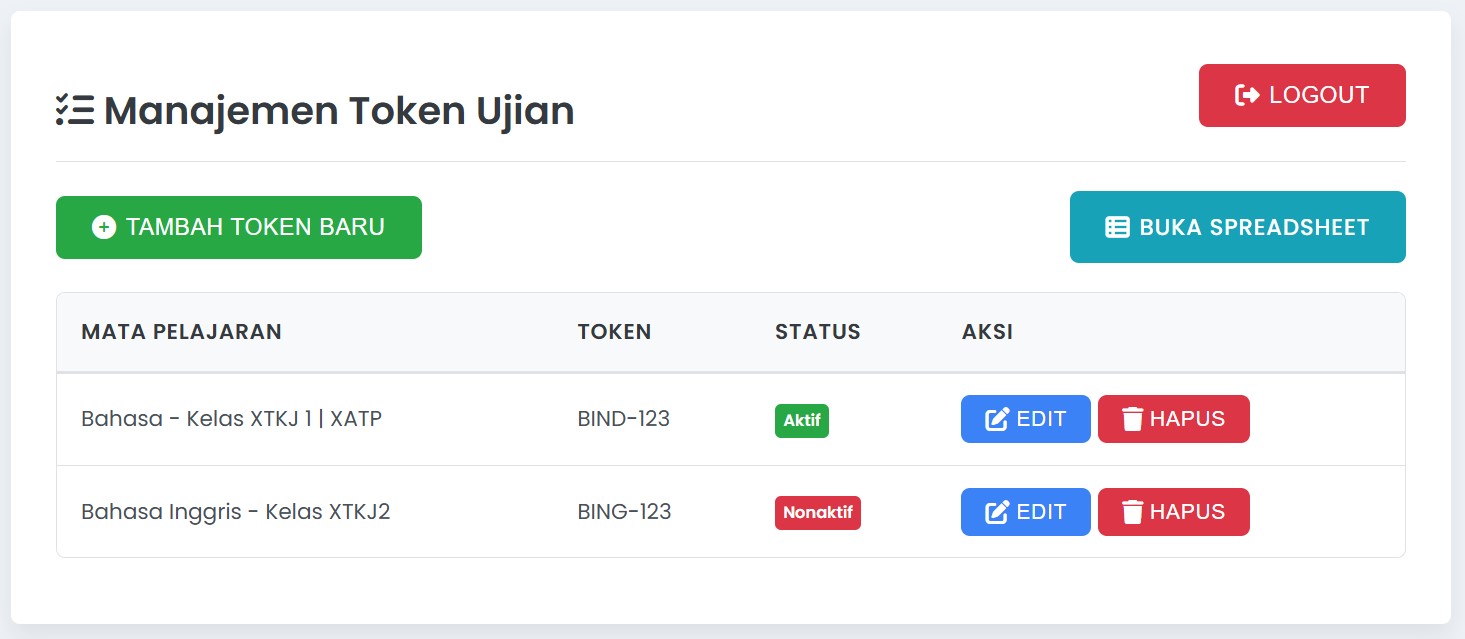 Manajemen Token Ujian
LOGOUT
TAMBAH TOKEN BARU
BUKA SPREADSHEET
MATA PELAJARAN TOKEN STATUS AKSI
Bahasa - Kelas XTKJ 1 | XATP BIND-123 Aktif EDIT HAPUS
Bahasa Inggris - Kelas XTKJ2 BING-123 Nonaktif EDIT HAPUS